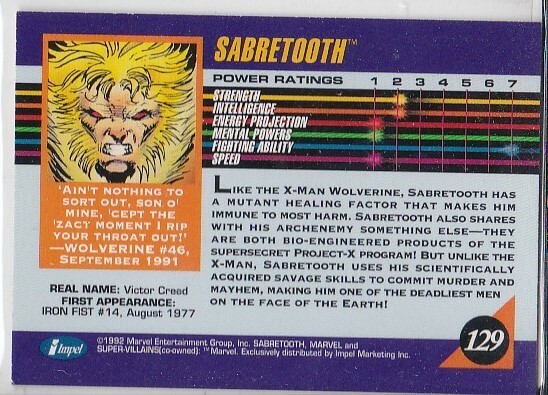 SABRETOOTH™
POWER RATINGS 1 2 3 4 5 6 7
STRENGTH
INTELLIGENCE
ENERGY PROJECTION
MENTAL POWERS
FIGHTING ABILITY
SPEED
'AIN'T NOTHING TO
SORT OUT, SON O'
MINE, 'CEPT THE
'ZACT MOMENT I RIP
YOUR THROAT OUT!'
—WOLVERINE #46,
SEPTEMBER 1991
REAL NAME: Victor Creed
FIRST APPEARANCE:
IRON FIST #14, August 1977
LIKE THE X-MAN WOLVERINE, SABRETOOTH HAS
A MUTANT HEALING FACTOR THAT MAKES HIM
IMMUNE TO MOST HARM. SABRETOOTH ALSO SHARES
WITH HIS ARCHENEMY SOMETHING ELSE—THEY
ARE BOTH BIO-ENGINEERED PRODUCTS OF THE
SUPERSECRET PROJECT-X PROGRAM! BUT UNLIKE THE
X-MAN, SABRETOOTH USES HIS SCIENTIFICALLY
ACQUIRED SAVAGE SKILLS TO COMMIT MURDER AND
MAYHEM, MAKING HIM ONE OF THE DEADLIEST MEN
ON THE FACE OF THE EARTH!
Impel
©1992 Marvel Entertainment Group, Inc. SABRETOOTH, MARVEL and
SUPER-VILLAINS(co-owned): ™ Marvel. Exclusively distributed by Impel Marketing Inc.
129